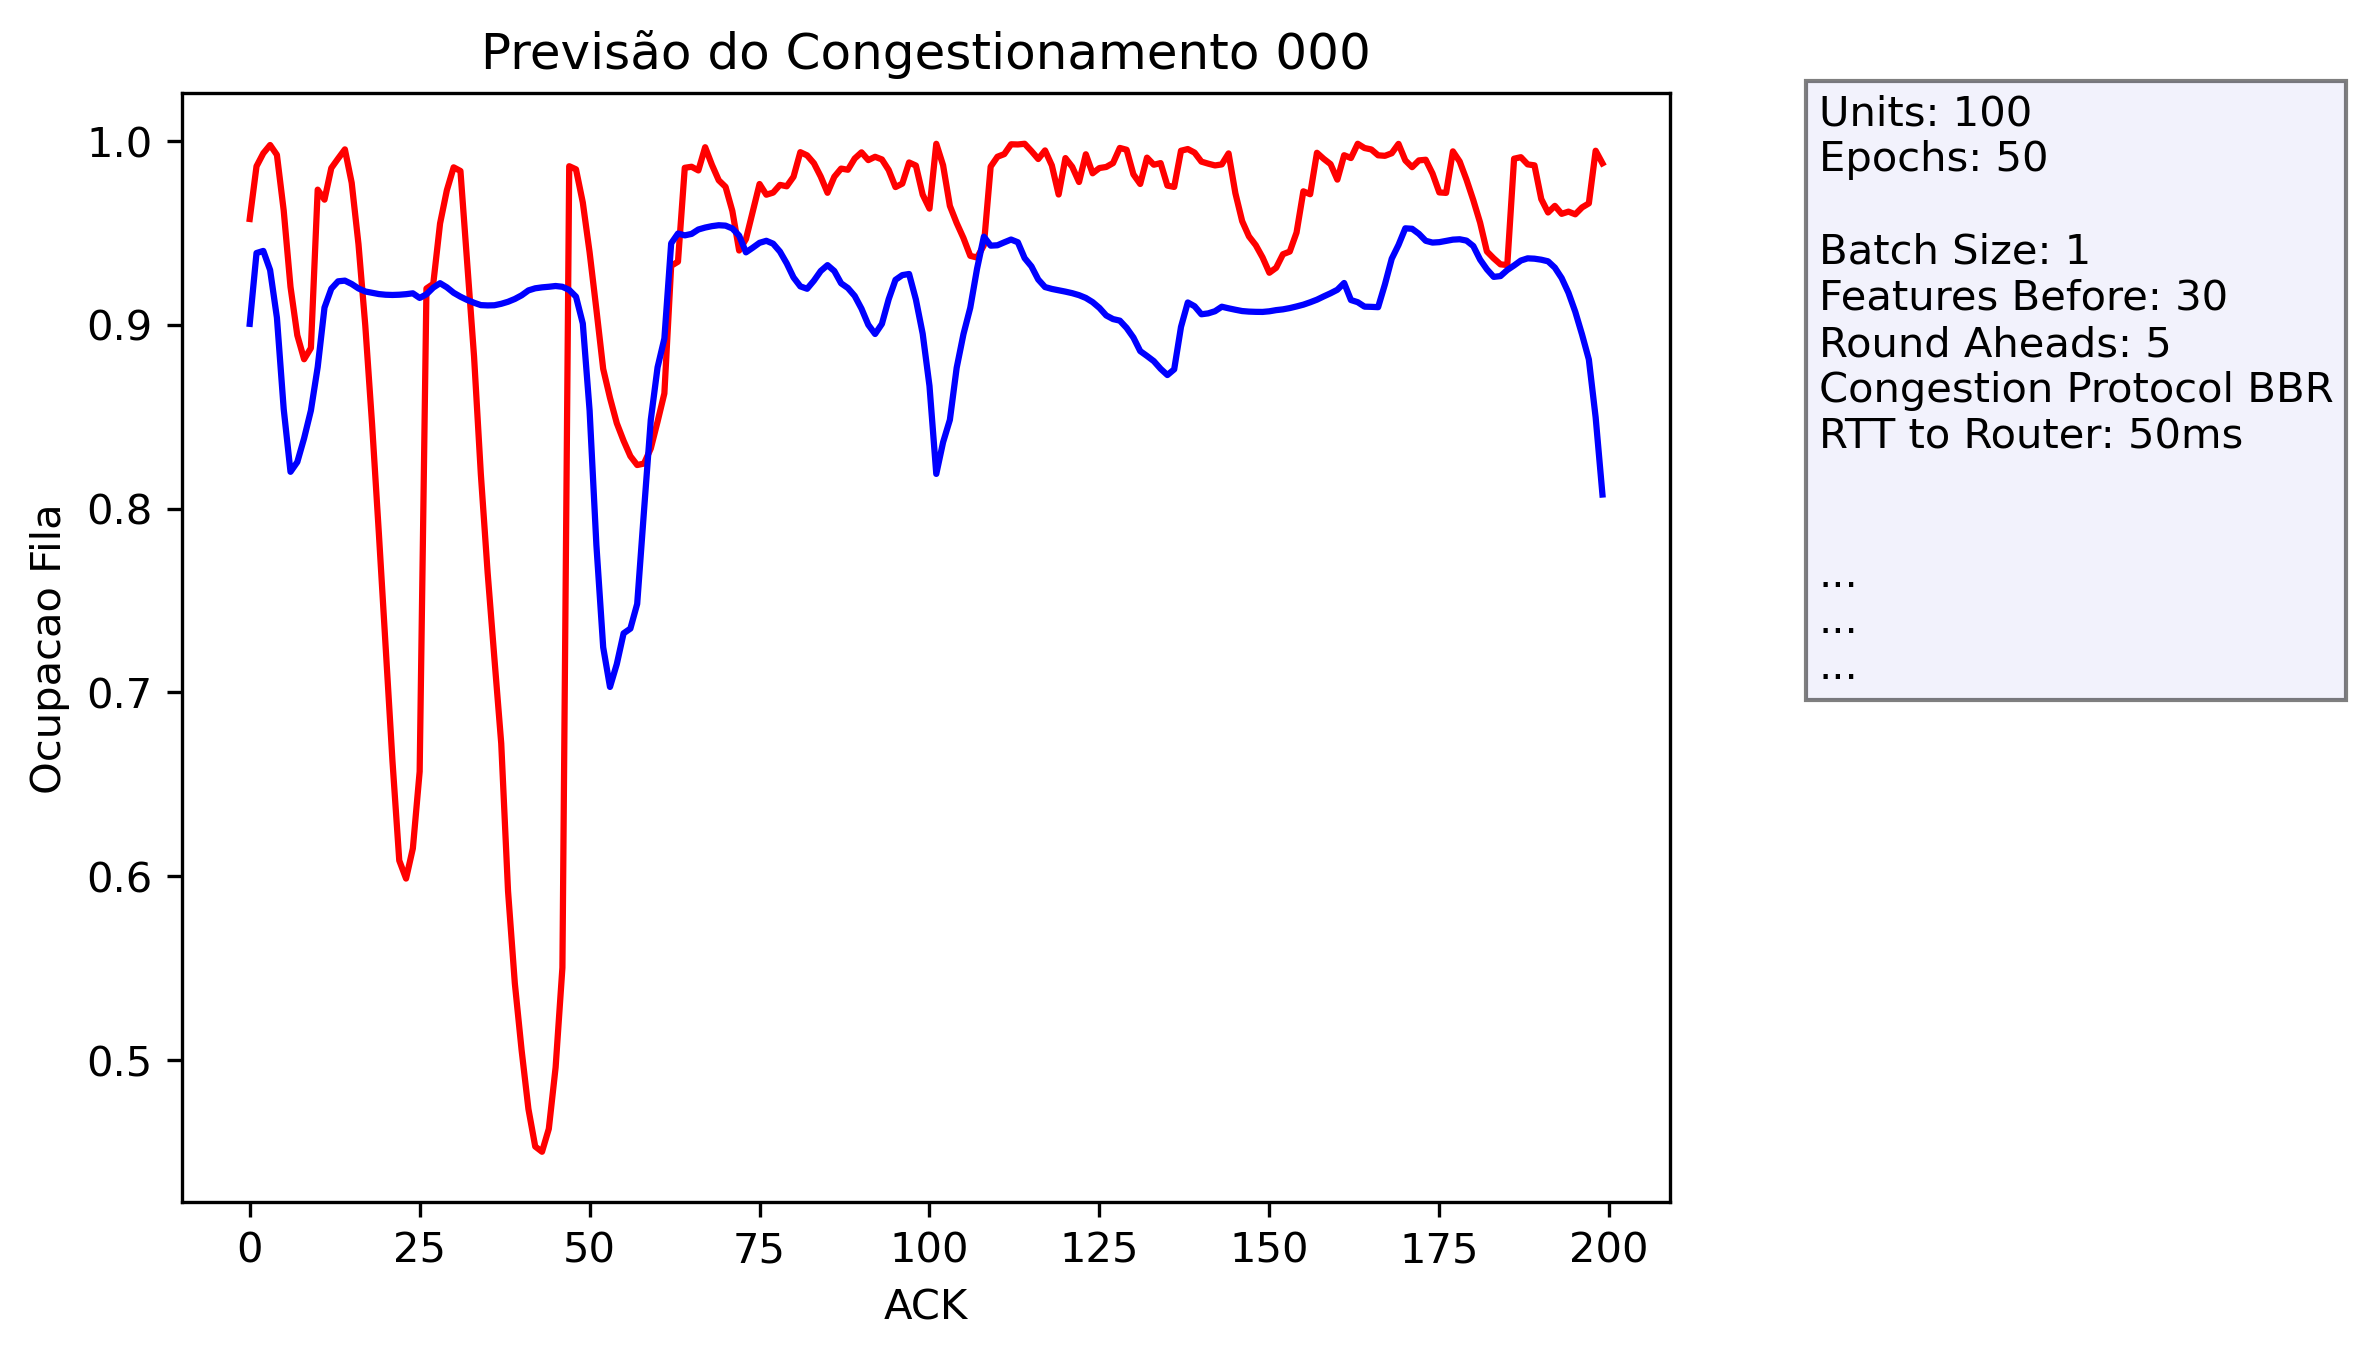 Previsão do Congestionamento 000
Units: 100
Epochs: 50
Batch Size: 1
Features Before: 30
Round Aheads: 5
Congestion Protocol BBR
RTT to Router: 50ms
...
...
...
Ocupacao Fila
1.0
0.9
0.8
0.7
0.6
0.5
0 25 50 75 100 125 150 175 200
ACK